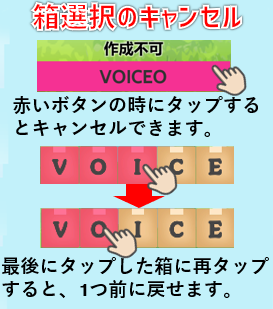 箱選択のキャンセル
作成不可
VOICEO
赤いボタンの時にタップする
とキャンセルできます。
VOICE
VOICE
最後にタップした箱に再タップ
すると、1つ前に戻せます。